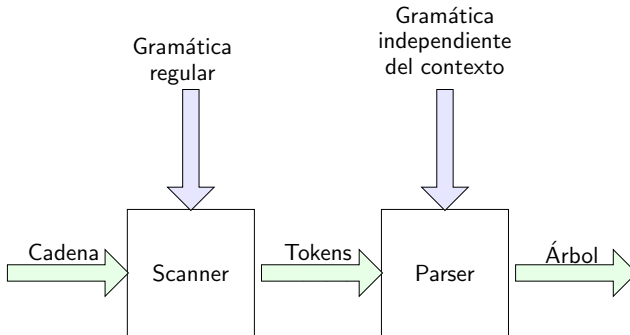 Gramática
regular
Gramática
independiente
del contexto
Cadena
Scanner
Tokens
Parser
Árbol